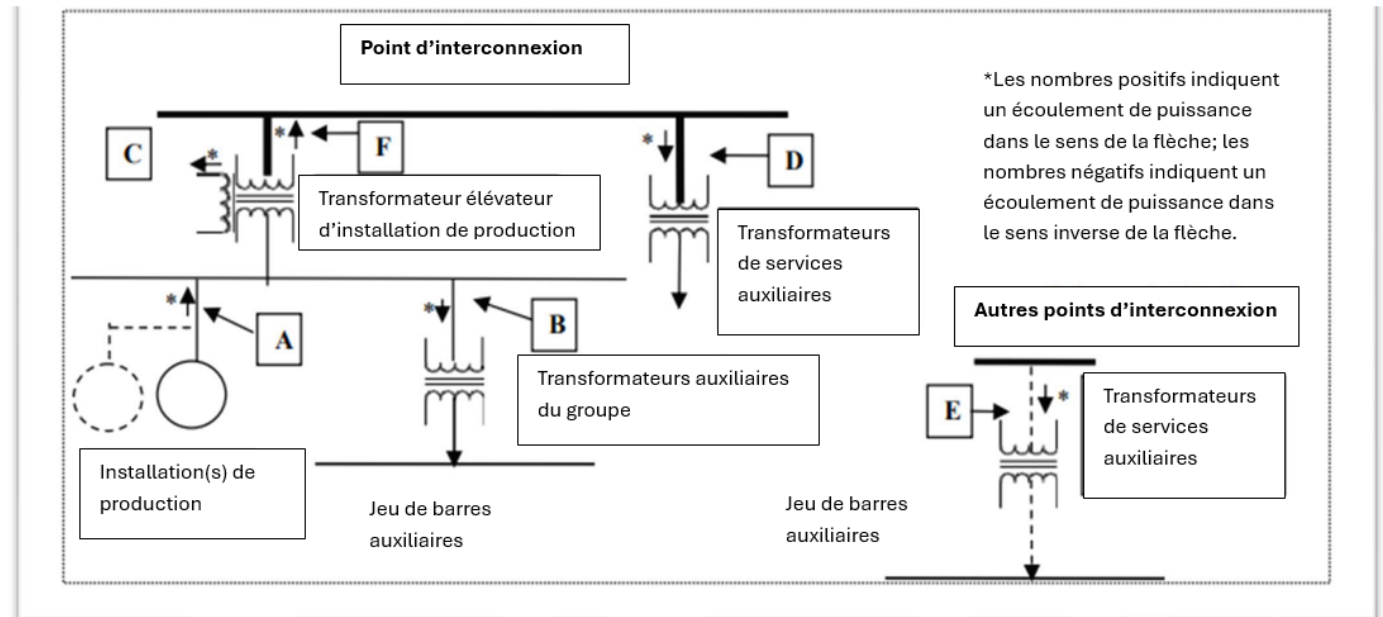 Point d’interconnexion
*Les nombres positifs indiquent
un écoulement de puissance
dans le sens de la flèche; les
nombres négatifs indiquent un
écoulement de puissance dans
le sens inverse de la flèche.
C
*
*
F
*
D
Transformateur élévateur
d’installation de production
Transformateurs
de services
auxiliaires
*
A
*
B
Autres points d’interconnexion
Transformateurs auxiliaires
du groupe
E
*
Transformateurs
de services
auxiliaires
Installation(s) de
production
Jeu de barres
auxiliaires
Jeu de barres
auxiliaires